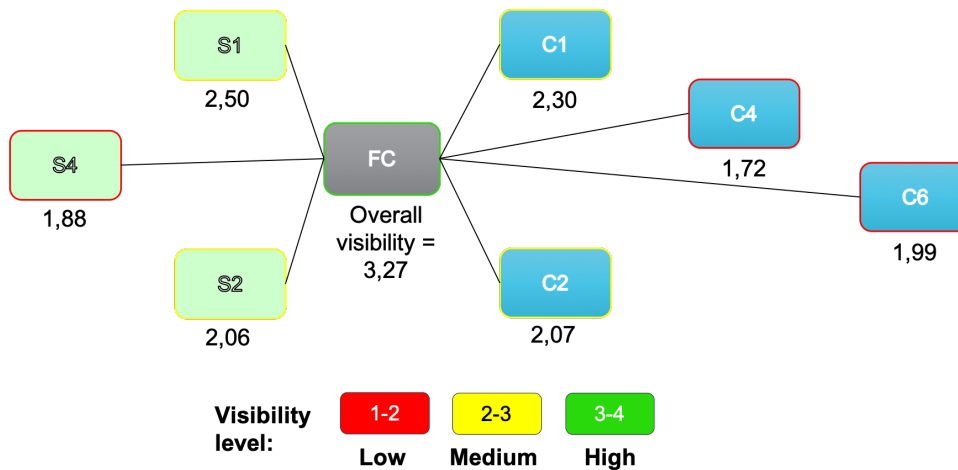 S1
2,50
C1
2,30
C4
1,72
S4
1,88
FC
Overall
visibility =
3,27
C6
1,99
S2
2,06
C2
2,07
Visibility
level:
1-2
2-3
3-4
Low
Medium
High